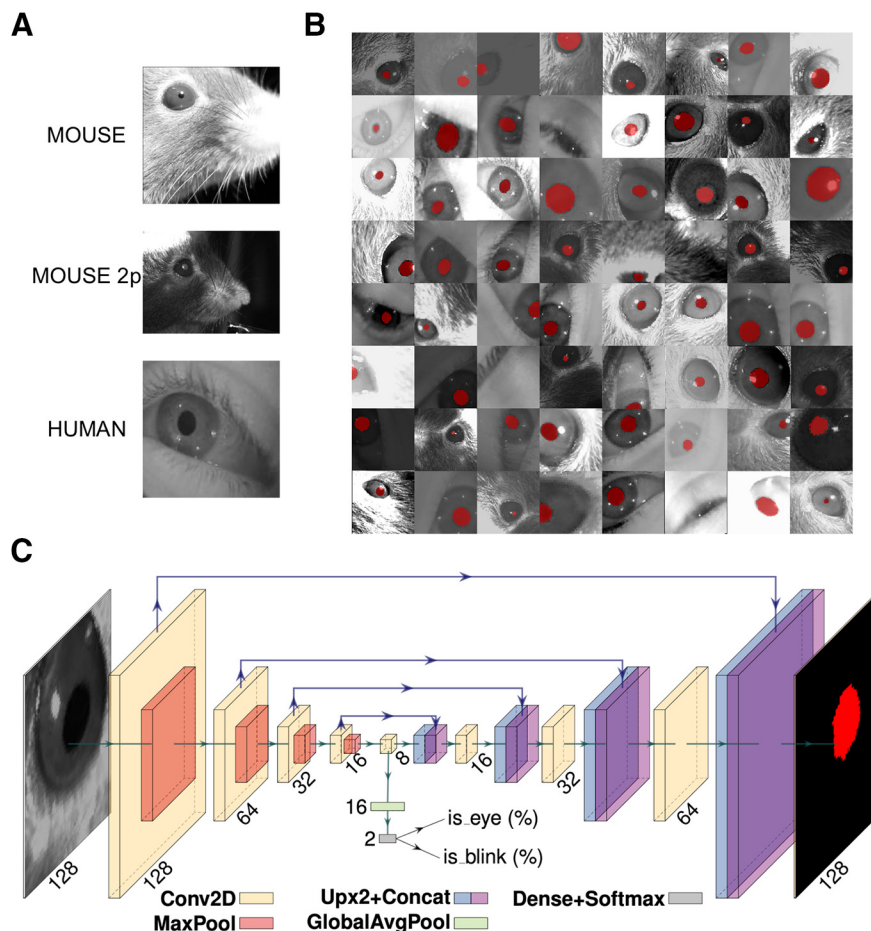 A
B
MOUSE
MOUSE 2p
HUMAN
C
128
128
64
32
16
8
16
32
64
128
16
2
is_eye (%)
is_blink (%)
Conv2D
Upx2+Concat
Dense+Softmax
MaxPool
GlobalAvgPool